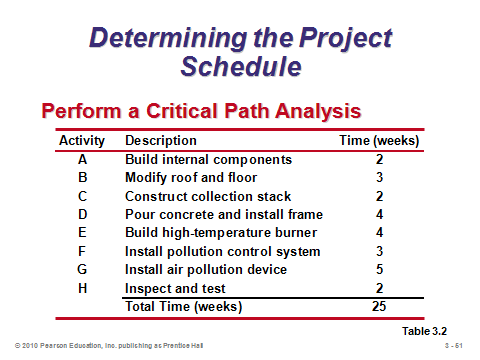 Determining the Project
Schedule
Perform a Critical Path Analysis
Activity Description Time (weeks)
A Build internal components 2
B Modify roof and floor 3
C Construct collection stack 2
D Pour concrete and install frame 4
E Build high-temperature burner 4
F Install pollution control system 3
G Install air pollution device 5
H Inspect and test 2
Total Time (weeks) 25
Table 3.2
© 2010 Pearson Education, Inc. publishing as Prentice Hall 3 - 51